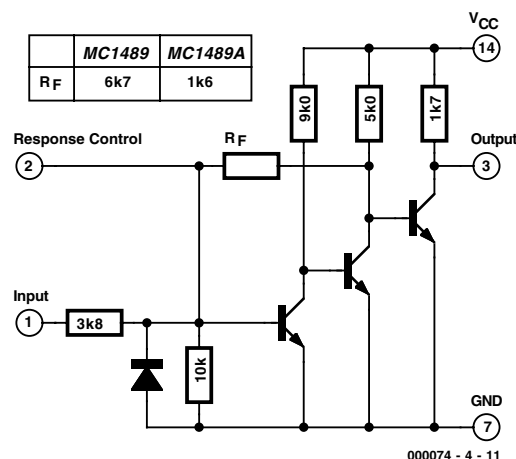 VCC
14
MC1489 MC1489A
RF 6k7 1k6
9k0
5k0
1k7
Response Control
RF
Output
2
3
Input
1
3k8
10k
GND
7
000074 - 4 - 11